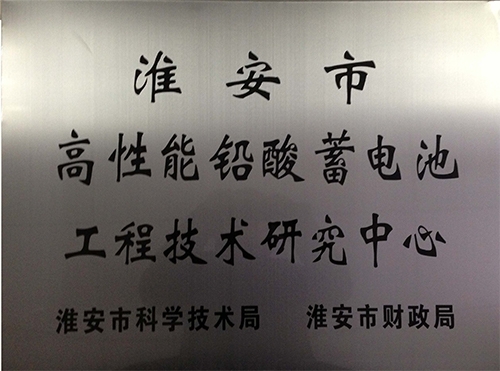 淮安市
高性能铅酸蓄电池
工程技术研究中心
淮安市科学技术局 淮安市财政局